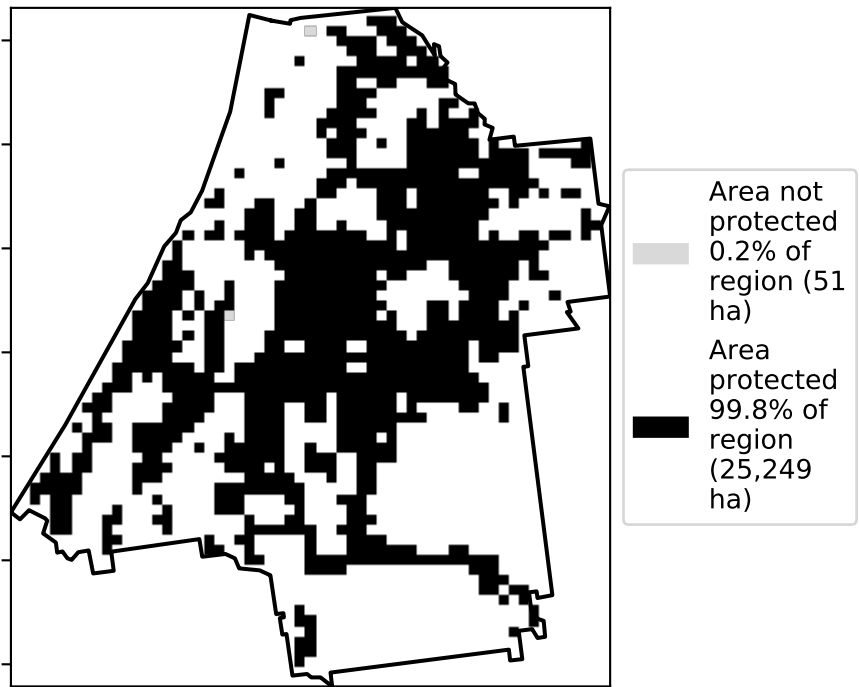 Area not
protected
0.2% of
region (51
ha)
Area
protected
99.8% of
region
(25,249
ha)